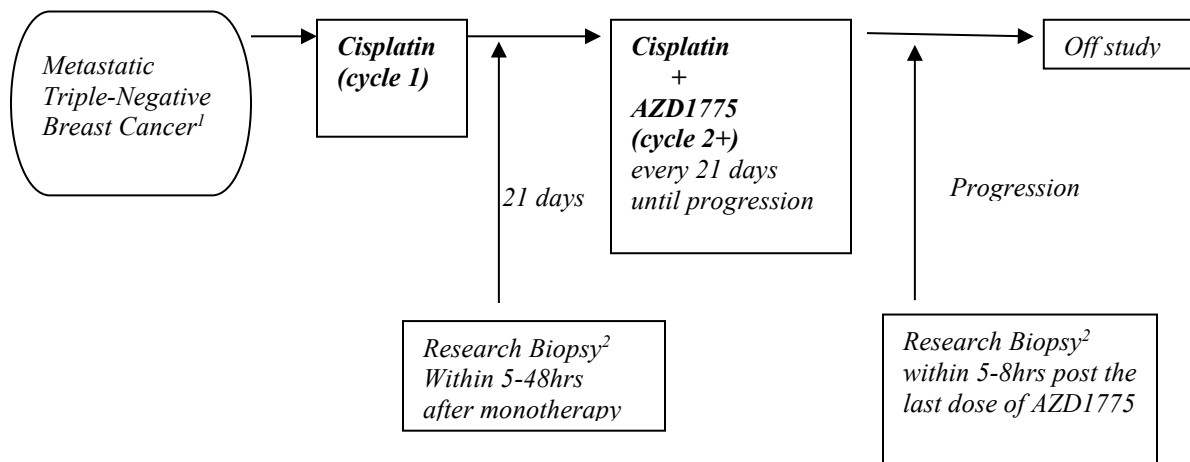 Metastatic
Triple-Negative
Breast Cancer¹
Cisplatin
(cycle 1)
21 days
Cisplatin
+
AZD1775
(cycle 2+)
every 21 days
until progression
Progression
Off study
Research Biopsy²
Within 5-48hrs
after monotherapy
Research Biopsy²
within 5-8hrs post the
last dose of AZD1775